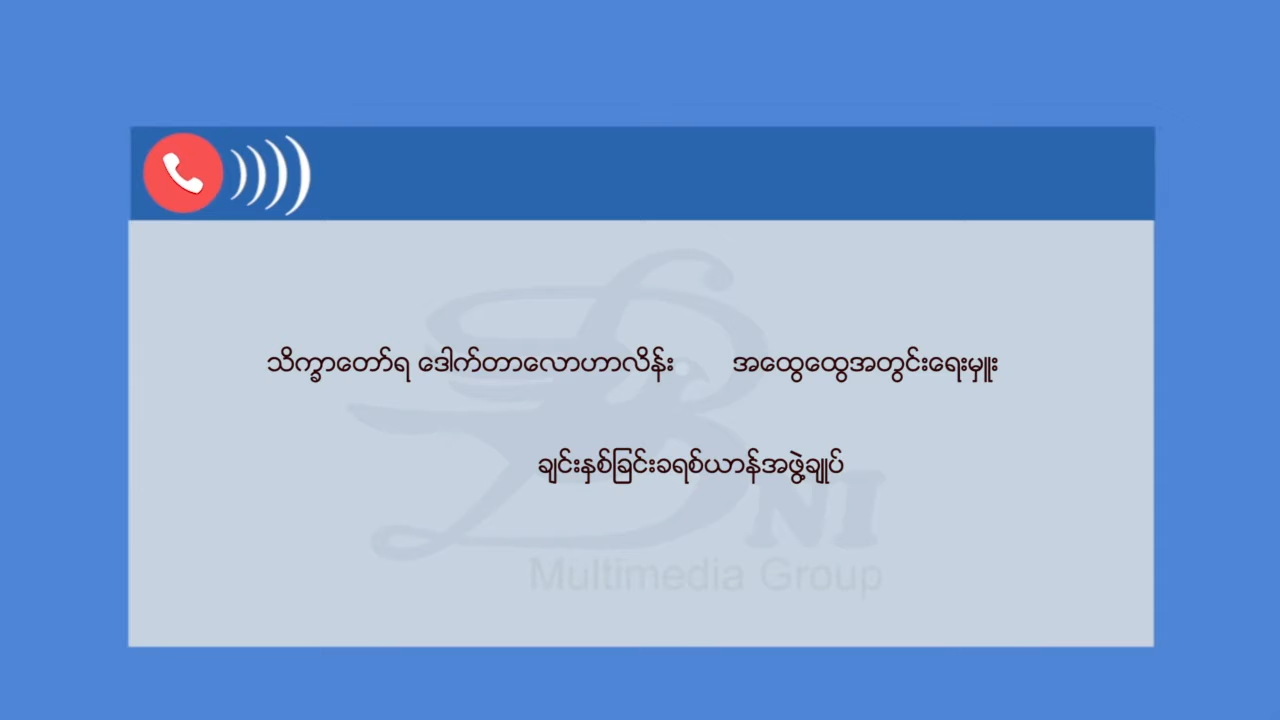 သိက္ခာတော်ရ ဒေါက်တာလောဟာလိန်း အထွေထွေအတွင်းရေးမှူး
ချင်းနှစ်ခြင်းခရစ်ယာန်အဖွဲ့ချုပ်
BNI
Multimedia Group